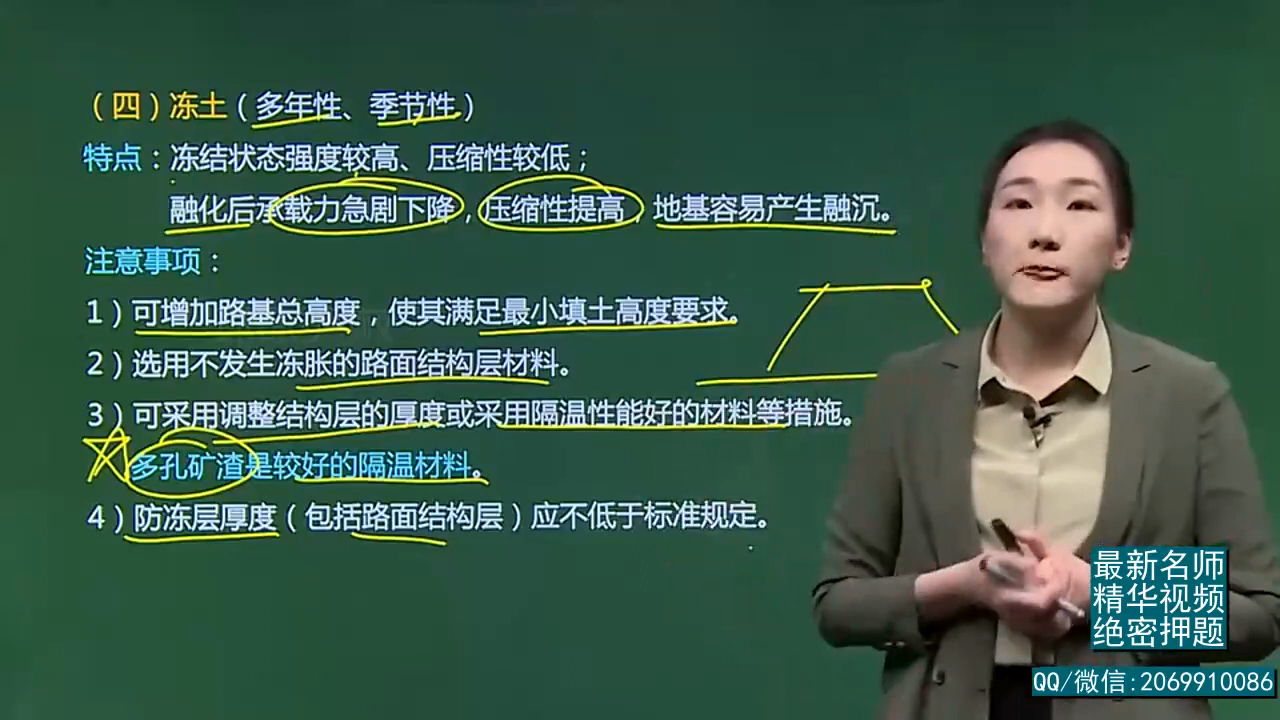 （四）冻土（多年性、季节性）
特点：冻结状态强度较高、压缩性较低；
融化后承载力急剧下降，压缩性提高，地基容易产生融沉。
注意事项：
1）可增加路基总高度，使其满足最小填土高度要求。
2）选用不发生冻胀的路面结构层材料。
3）可采用调整结构层的厚度或采用隔温性能好的材料等措施。
多孔矿渣是较好的隔温材料。
4）防冻层厚度（包括路面结构层）应不低于标准规定。
最新名师
精华视频
绝密押题
QQ/微信:2069910086